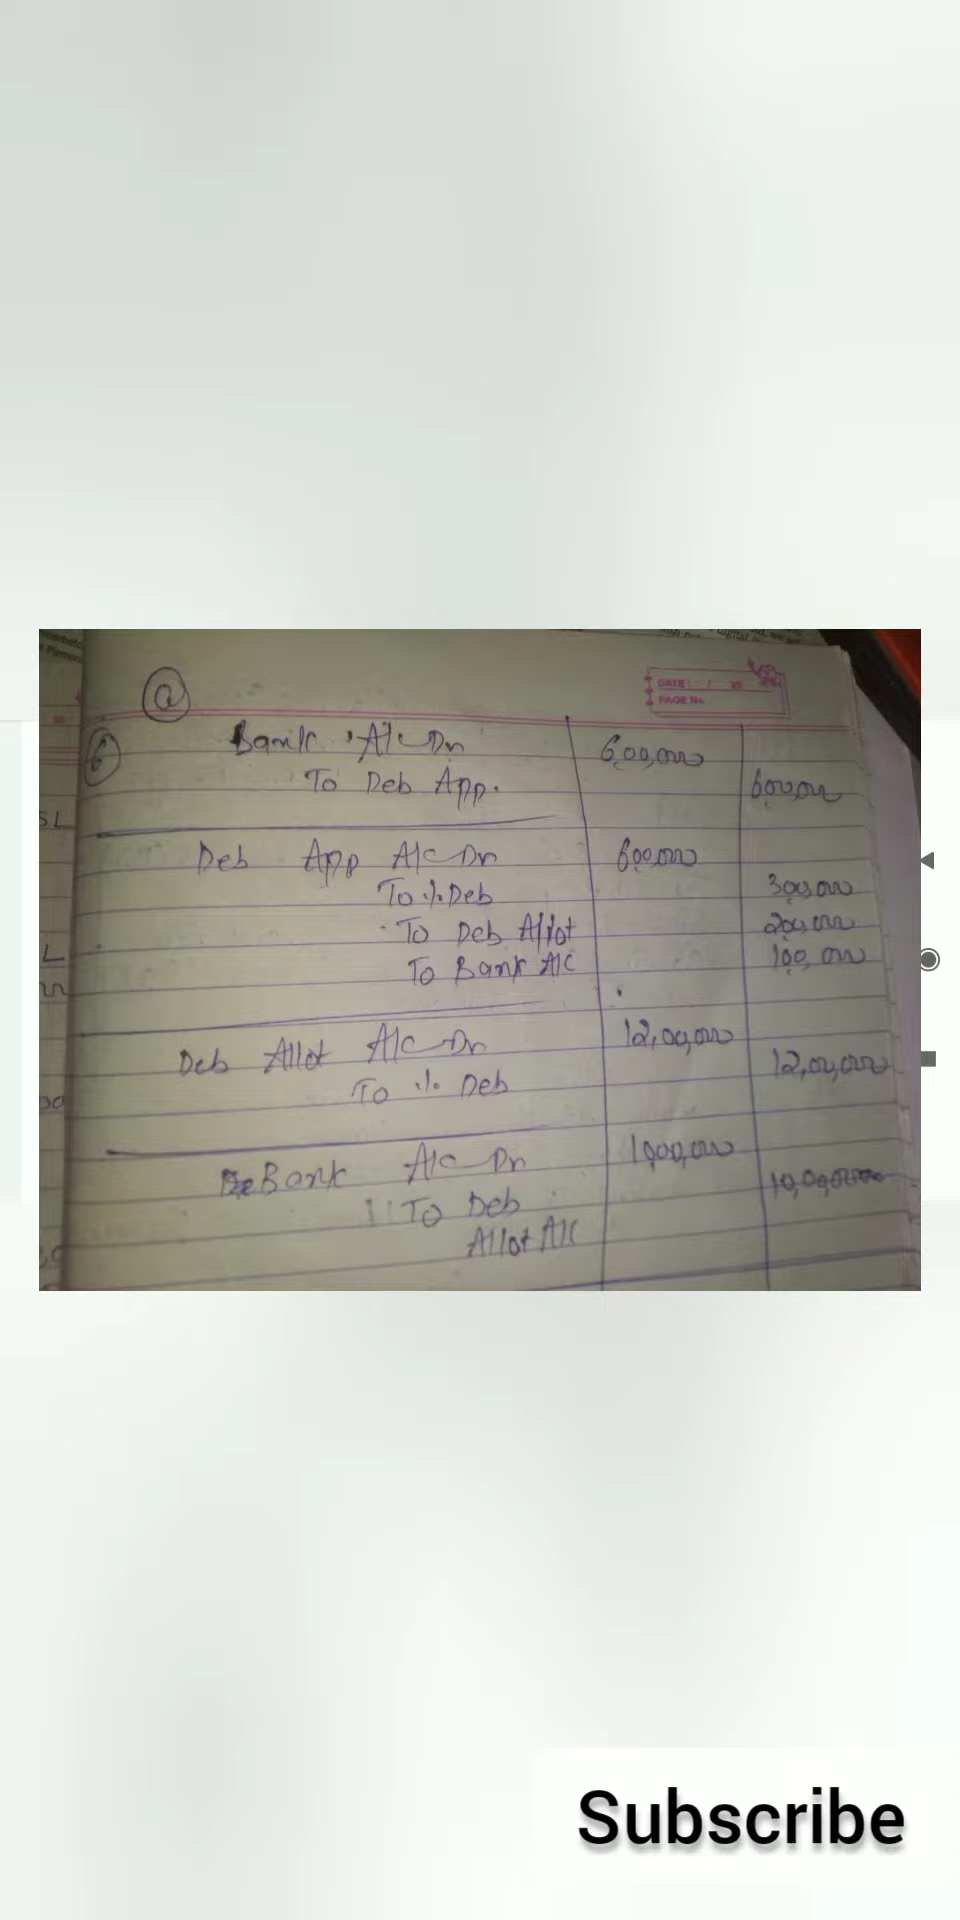 a
DATE: / 20
PAGE No
6
Bank A/C Dr 6,00,000
To Deb App. 600,000
Deb App A/C Dr 600,000
To % Deb 300,000
To Deb Allot 200,000
To Bank A/C 100,000
Deb Allot A/C Dr 12,00,000
To % Deb 12,00,000
Bank A/C Dr 1000,000
To Deb 10,00,000
Allot A/C
Subscribe